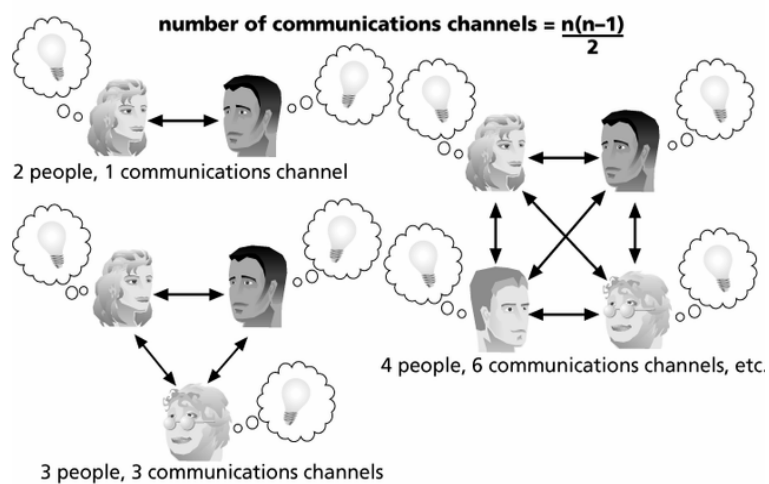 number of communications channels = n(n–1)
2
2 people, 1 communications channel
4 people, 6 communications channels, etc.
3 people, 3 communications channels